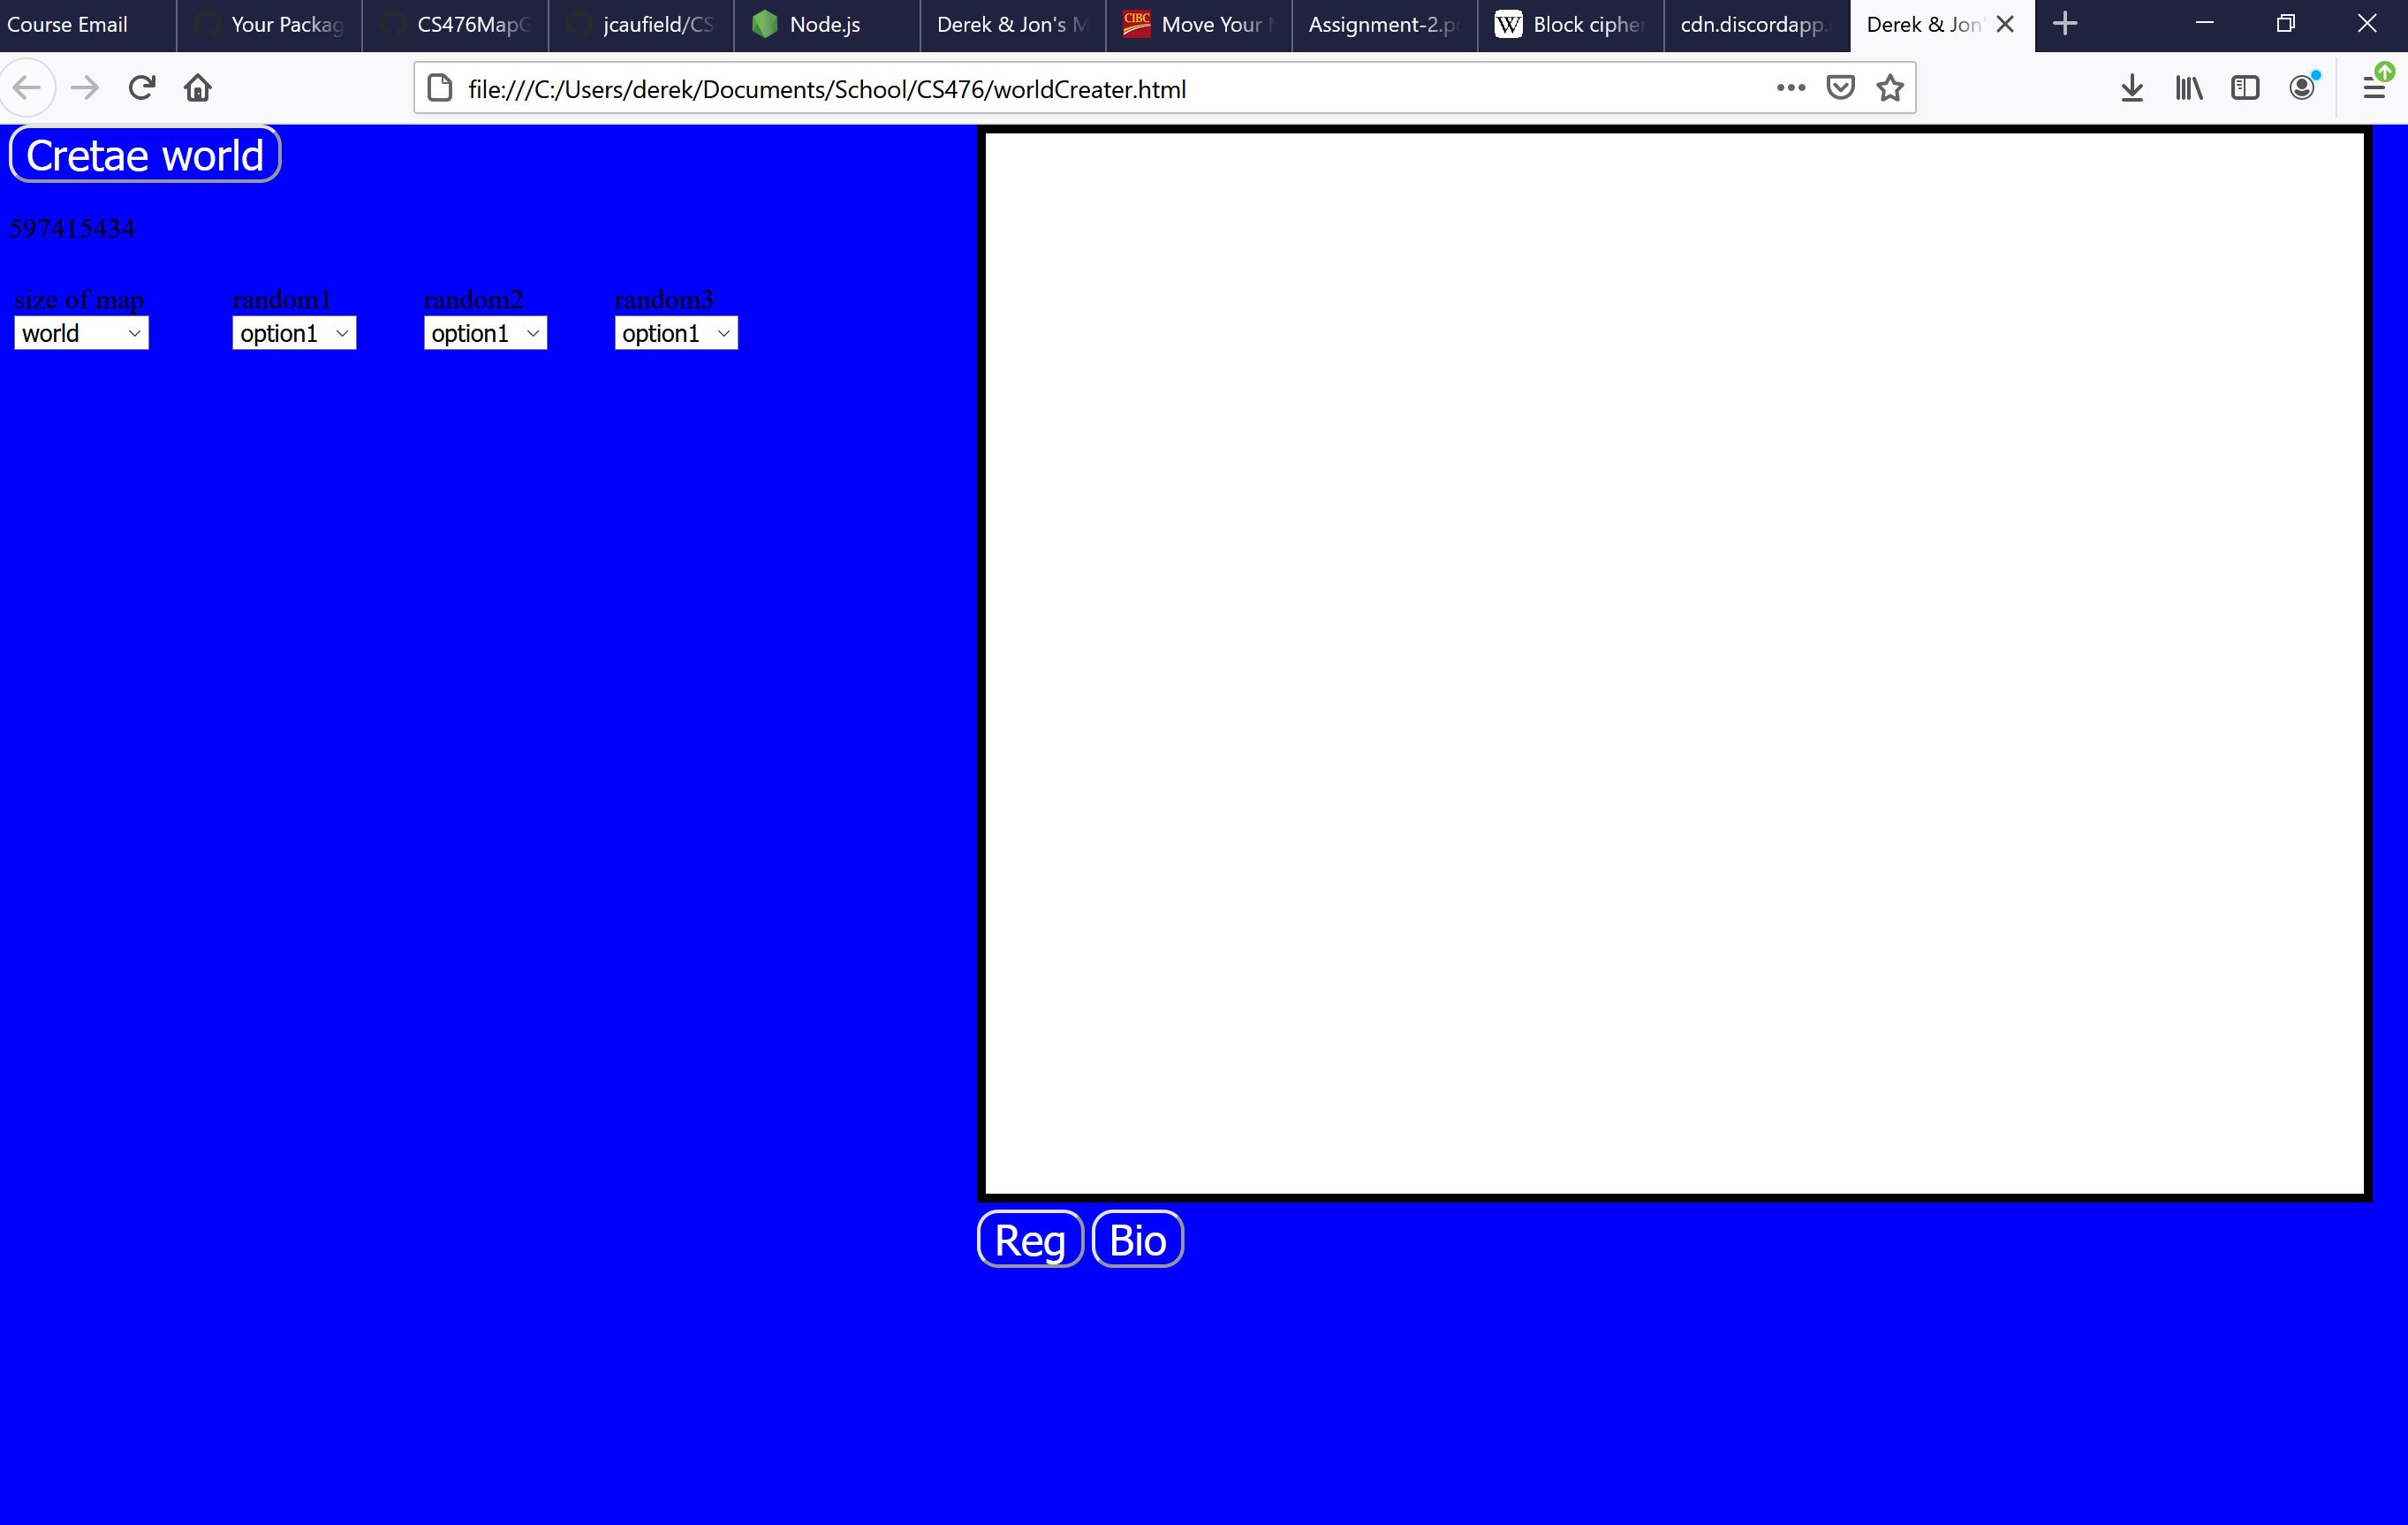 Course Email
Your Packag
CS476MapG
jcaufield/CS
Node.js
Derek & Jon's M
CIBC Move Your
Assignment-2.p
W Block cipher
cdn.discordapp.
Derek & Jon'
file:///C:/Users/derek/Documents/School/CS476/worldCreater.html
Cretae world
597415434
size of map random1 random2 random3
world option1 option1 option1
Reg Bio